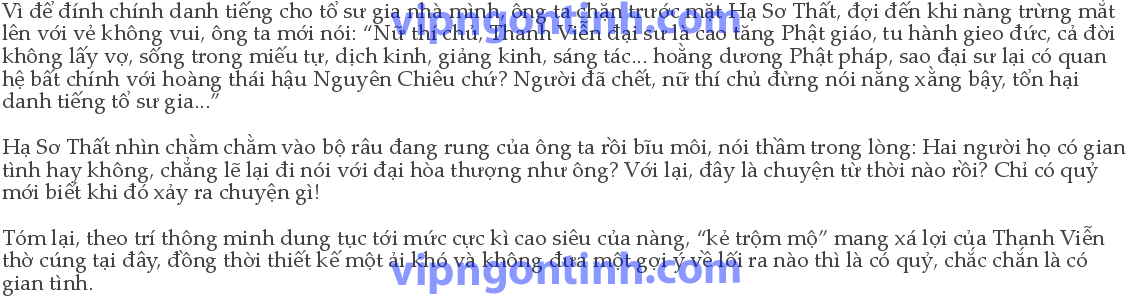 Vì để đính chính danh tiếng cho tổ sư gia nhà mình, ông ta chặn trước mặt Hạ Sơ Thất, đợi đến khi nàng trừng mắt
vipngontinh.com
lên với vẻ không vui, ông ta mới nói: “Nữ thí chủ, Thanh Viễn đại sư là cao tăng Phật giáo, tu hành gieo đức, cả đời
không lấy vợ, sống trong miếu tự, dịch kinh, giảng kinh, sáng tác... hoằng dương Phật pháp, sao đại sư lại có quan
hệ bất chính với hoàng thái hậu Nguyên Chiêu chứ? Người đã chết, nữ thí chủ đừng nói năng xằng bậy, tổn hại
danh tiếng tổ sư gia...”
Hạ Sơ Thất nhìn chằm chằm vào bộ râu đang rung của ông ta rồi bĩu môi, nói thầm trong lòng: Hai người họ có gian
tình hay không, chẳng lẽ lại đi nói với đại hòa thượng như ông? Với lại, đây là chuyện từ thời nào rồi? Chỉ có quỷ
mới biết khi đó xảy ra chuyện gì!
Tóm lại, theo trí thông minh dung tục tới mức cực kì cao siêu của nàng, “kẻ trộm mộ” mang xá lợi của Thanh Viễn
thờ cúng tại đây, đồng thời thiết kế một ải khó và không đưa một gợi ý về lối ra nào thì là có quỷ, chắc chắn là có
vipngontinh.com
gian tình.